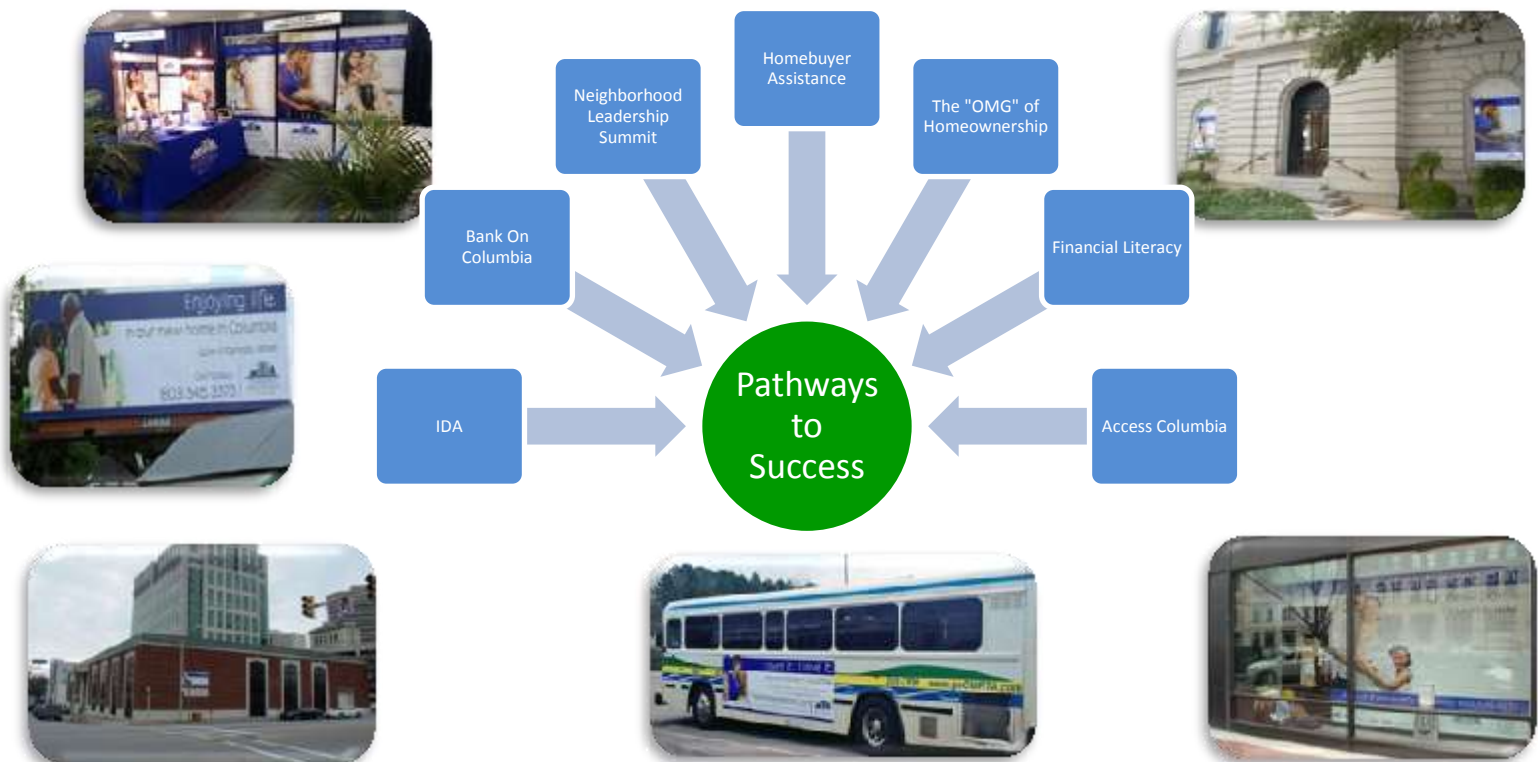 Homebuyer
Assistance
Neighborhood
Leadership
Summit
The "OMG" of
Homeownership
Bank On
Columbia
Financial Literacy
IDA
Access Columbia
Pathways
to
Success
Enjoying life.
in our new home in Columbia